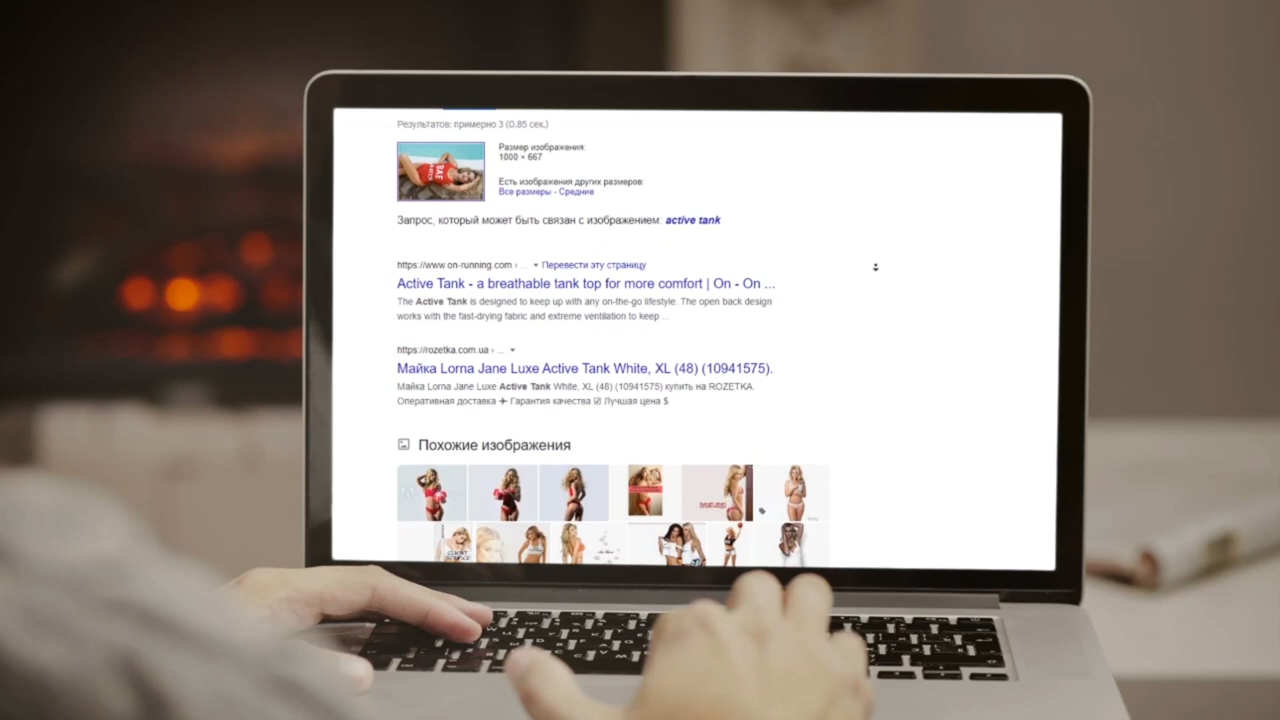 Результатов: примерно 3 (0,85 сек.)
Размер изображения:
1000 × 667
Есть изображения других размеров:
Все размеры - Средние
Запрос, который может быть связан с изображением: active tank
https://www.on-running.com › ... ▾ Перевести эту страницу
Active Tank - a breathable tank top for more comfort | On - On ...
The Active Tank is designed to keep up with any on-the-go lifestyle. The open back design
works with the fast-drying fabric and extreme ventilation to keep ...
https://rozetka.com.ua › ... ▾
Майка Lorna Jane Luxe Active Tank White, XL (48) (10941575).
Майка Lorna Jane Luxe Active Tank White, XL (48) (10941575) купить на ROZETKA.
Оперативная доставка ✈ Гарантия качества ☑ Лучшая цена $
Похожие изображения